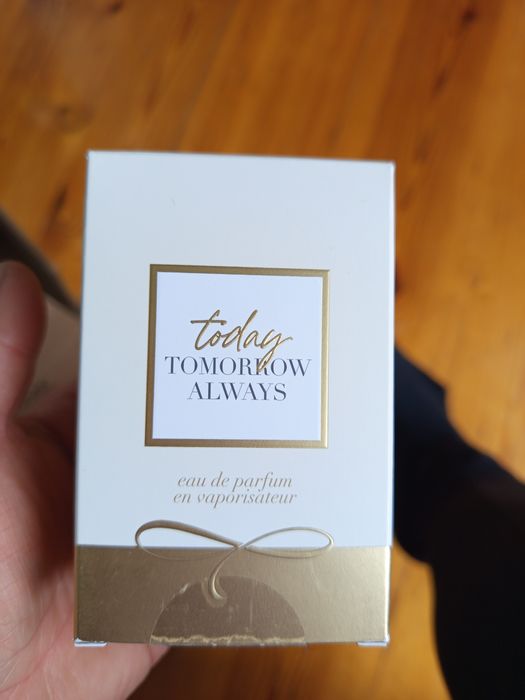 today
TOMORROW
ALWAYS
eau de parfum
en vaporisateur